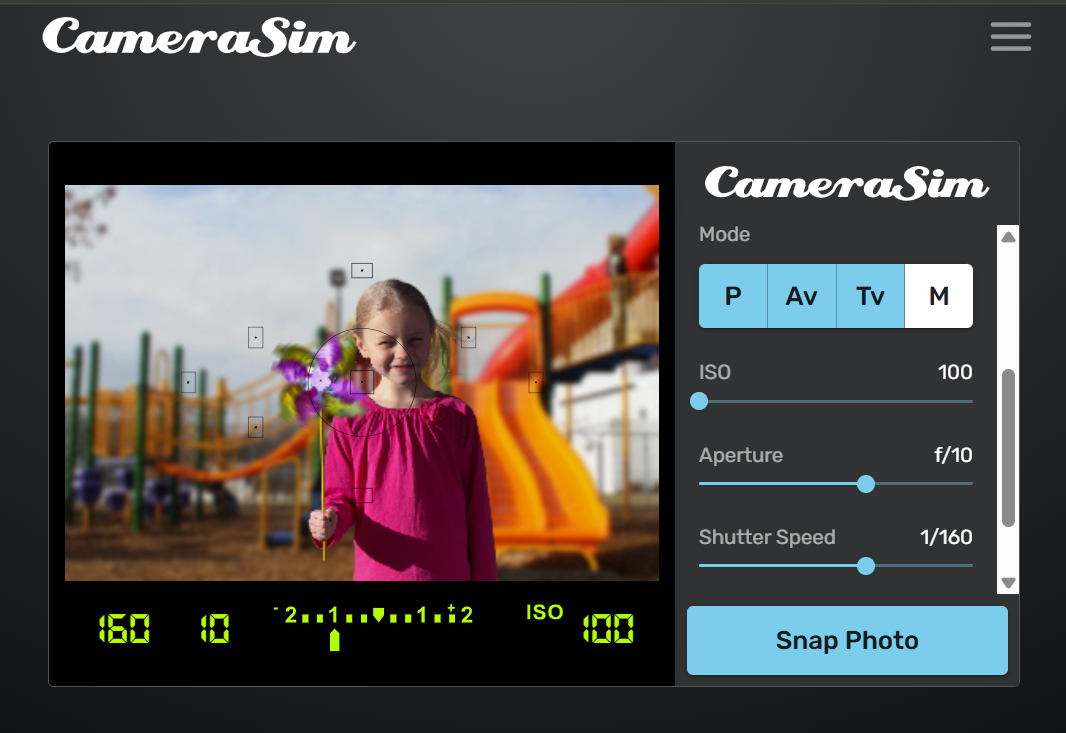 CameraSim
CameraSim
Mode
P Av Tv M
ISO 100
Aperture f/10
Shutter Speed 1/160
160 10 -2..1..▼..1..+2 ISO 100
Snap Photo